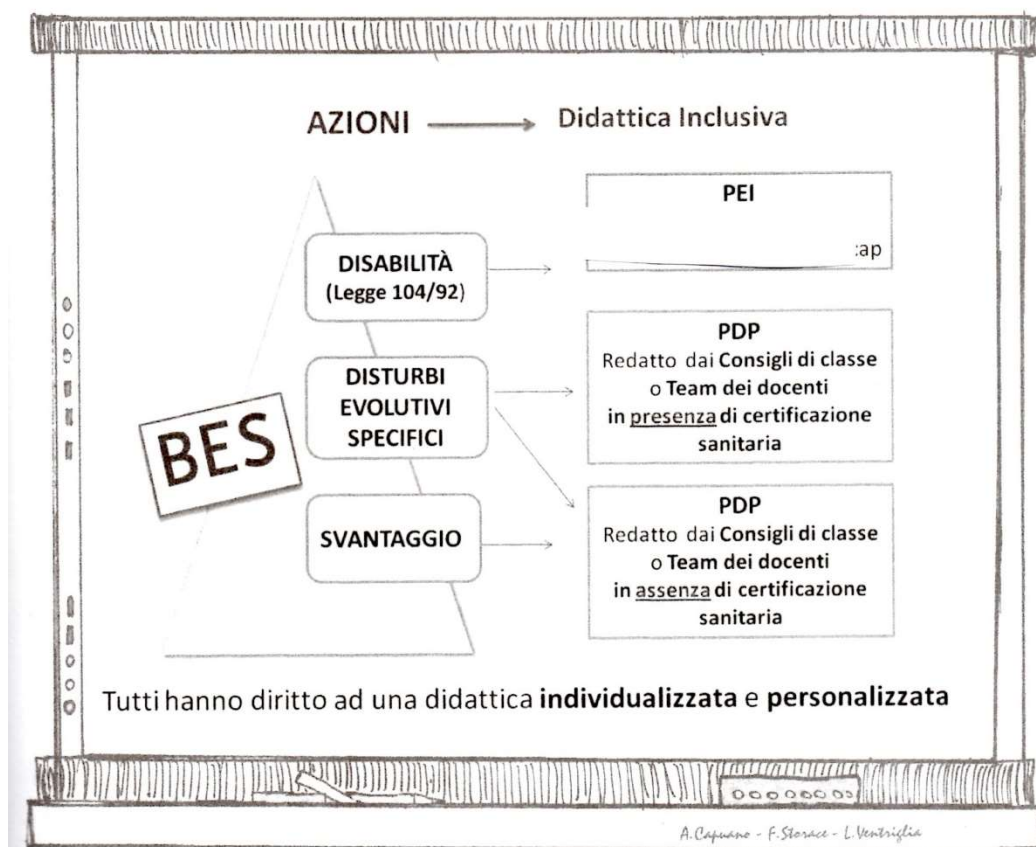 AZIONI → Didattica Inclusiva
PEI
:ap
DISABILITÀ
(Legge 104/92)
PDP
Redatto dai Consigli di classe
o Team dei docenti
in presenza di certificazione
sanitaria
DISTURBI
EVOLUTIVI
SPECIFICI
BES
PDP
Redatto dai Consigli di classe
o Team dei docenti
in assenza di certificazione
sanitaria
SVANTAGGIO
Tutti hanno diritto ad una didattica individualizzata e personalizzata
A. Capuano - F. Storace - L. Ventriglia